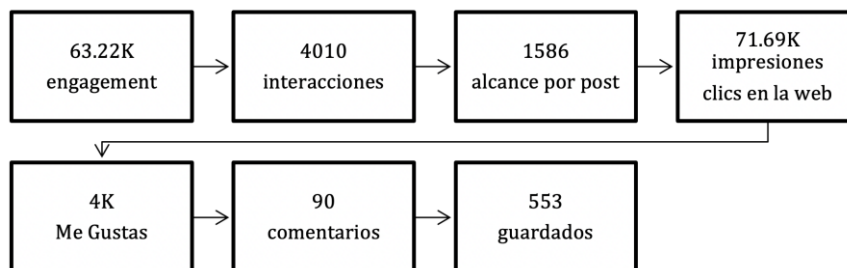 63.22K
engagement
4010
interacciones
1586
alcance por post
71.69K
impresiones
clics en la web
4K
Me Gustas
90
comentarios
553
guardados